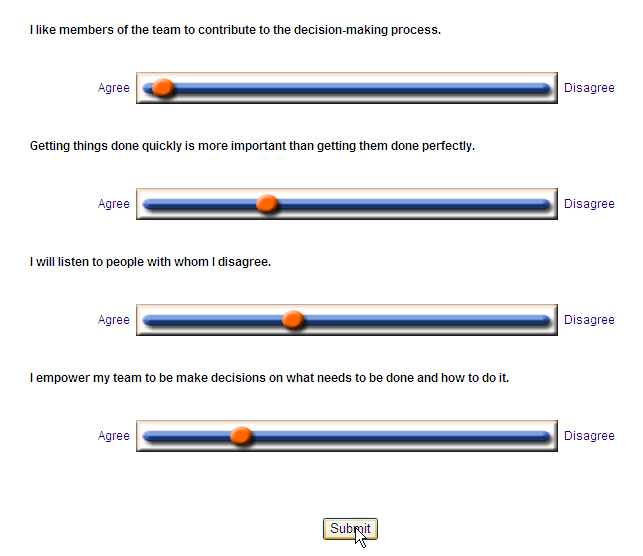 I like members of the team to contribute to the decision-making process.
Agree Disagree
Getting things done quickly is more important than getting them done perfectly.
Agree Disagree
I will listen to people with whom I disagree.
Agree Disagree
I empower my team to be make decisions on what needs to be done and how to do it.
Agree Disagree
Submit